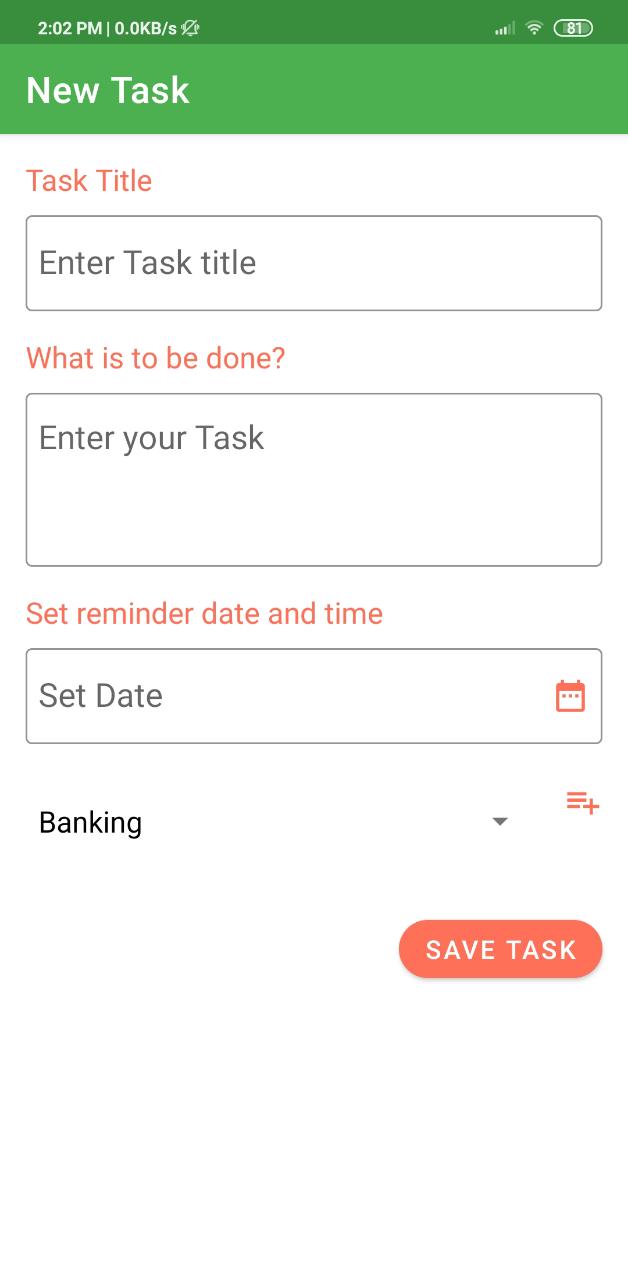 2:02 PM | 0.0KB/s 81
New Task
Task Title
Enter Task title
What is to be done?
Enter your Task
Set reminder date and time
Set Date
Banking
SAVE TASK